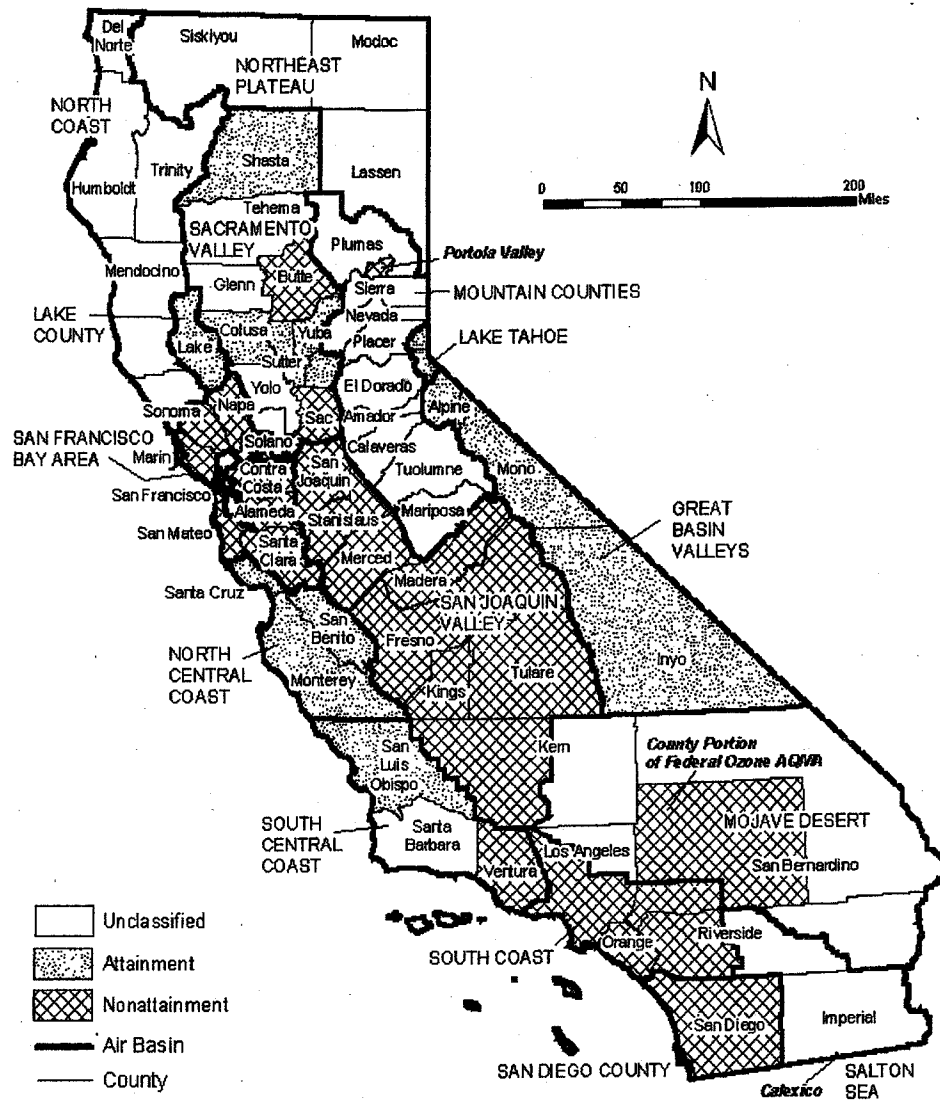 Del
Norte
Siskiyou
Modoc
NORTHEAST
PLATEAU
NORTH
COAST
N
Shasta
Trinity
Lassen
Humboldt
0 50 100 200
Miles
Tehema
SACRAMENTO
VALLEY
Plumas
Portola Valley
Mendocino
Butte
Glenn
Sierra
MOUNTAIN COUNTIES
Nevada
LAKE
COUNTY
Colusa
Yuba
Placer
LAKE TAHOE
Lake
Sutter
El Dorado
Yolo
Napa
Alpine
Sonoma
Sac
Amador
SAN FRANCISCO
BAY AREA
Solano
Calaveras
Marin
Contra
Costa
San
Joaquin
Tuolumne
Mono
San Francisco
Alameda
Stanislaus
Mariposa
GREAT
BASIN
VALLEYS
San Mateo
Santa
Clara
Merced
Madera
Santa Cruz
SAN JOAQUIN
VALLEY
San
Berito
Fresno
NORTH
CENTRAL
COAST
Inyo
Monterey
Kings
Tulare
Kern
County Portion
of Federal Ozone AQMA
San
Luis
Obispo
MOJAVE DESERT
SOUTH
CENTRAL
COAST
Santa
Barbara
Los Angeles
San Bernardino
Ventura
Unclassified
Attainment
Nonattainment
Air Basin
County
Riverside
Orange
SOUTH COAST
San Diego
Imperial
SAN DIEGO COUNTY
Calexico
SALTON
SEA